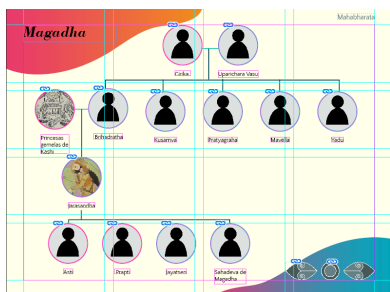 Mahabharata
Magadha
Girika
Uparichara Vasu
Princesas
gemelas de
Kashi
Brihadratha
Kusamva
Pratyagraha
Mavella
Yadu
Jarasandha
Asti
Prapti
Jayatsen
Sahadeva de
Magadha